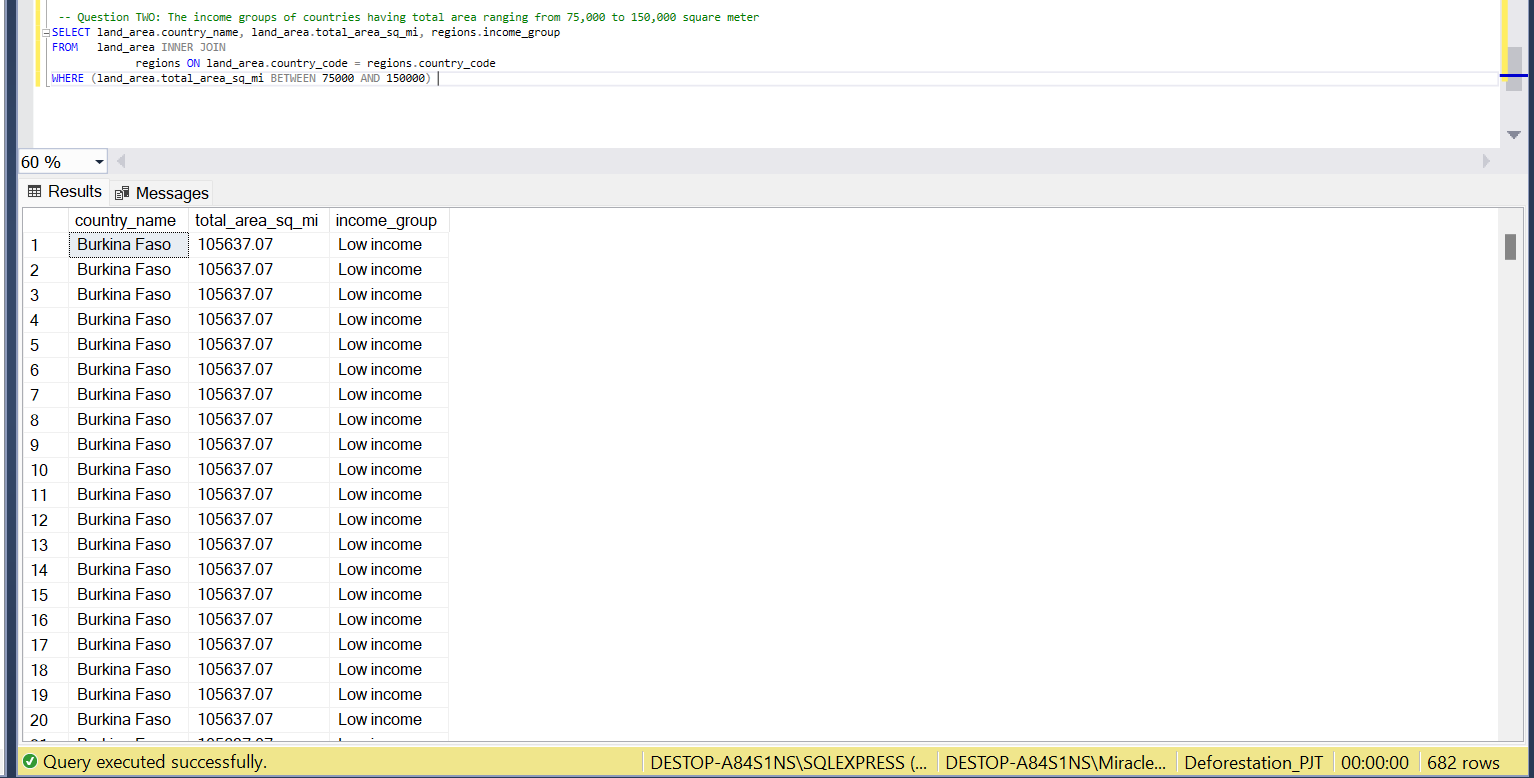 -- Question TWO: The income groups of countries having total area ranging from 75,000 to 150,000 square meter
SELECT land_area.country_name, land_area.total_area_sq_mi, regions.income_group
FROM land_area INNER JOIN
regions ON land_area.country_code = regions.country_code
WHERE (land_area.total_area_sq_mi BETWEEN 75000 AND 150000)
60 %
Results Messages
country_name total_area_sq_mi income_group
1 Burkina Faso 105637.07 Low income
2 Burkina Faso 105637.07 Low income
3 Burkina Faso 105637.07 Low income
4 Burkina Faso 105637.07 Low income
5 Burkina Faso 105637.07 Low income
6 Burkina Faso 105637.07 Low income
7 Burkina Faso 105637.07 Low income
8 Burkina Faso 105637.07 Low income
9 Burkina Faso 105637.07 Low income
10 Burkina Faso 105637.07 Low income
11 Burkina Faso 105637.07 Low income
12 Burkina Faso 105637.07 Low income
13 Burkina Faso 105637.07 Low income
14 Burkina Faso 105637.07 Low income
15 Burkina Faso 105637.07 Low income
16 Burkina Faso 105637.07 Low income
17 Burkina Faso 105637.07 Low income
18 Burkina Faso 105637.07 Low income
19 Burkina Faso 105637.07 Low income
20 Burkina Faso 105637.07 Low income
Query executed successfully. DESTOP-A84S1NS\SQLEXPRESS (... DESTOP-A84S1NS\Miracle... Deforestation_PJT 00:00:00 682 rows